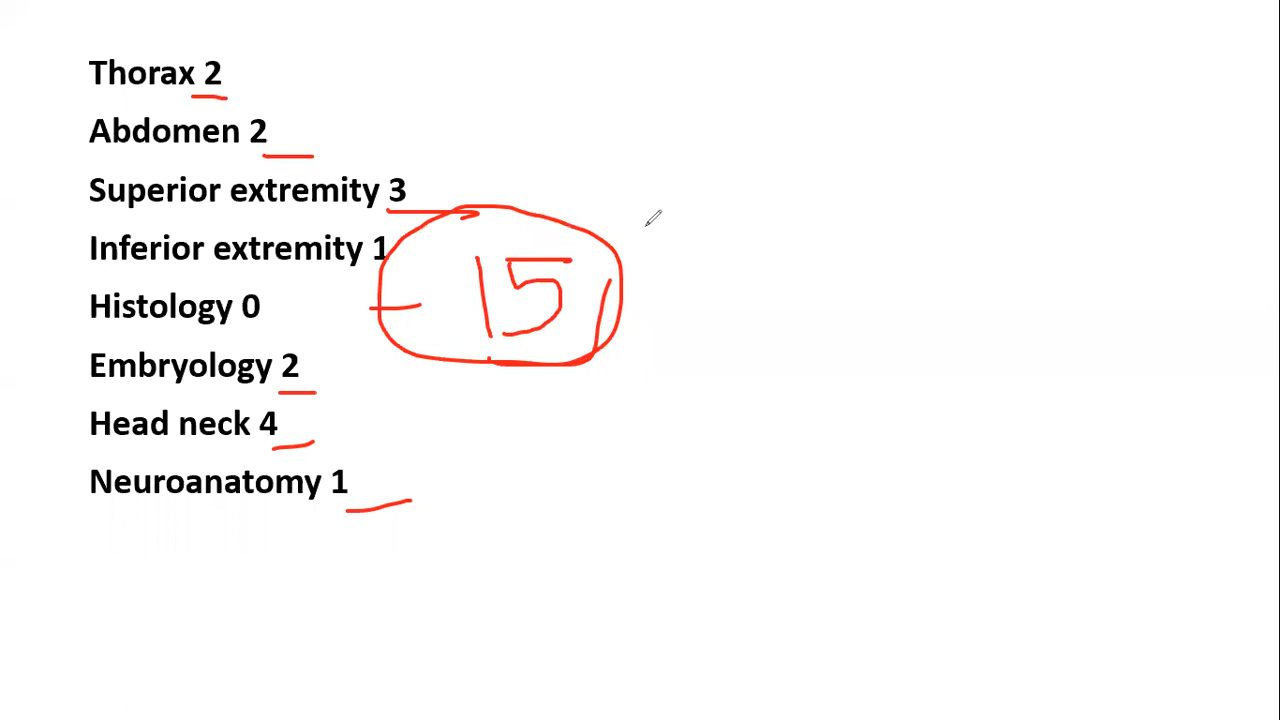 Thorax 2
Abdomen 2
Superior extremity 3
Inferior extremity 1
15
Histology 0
Embryology 2
Head neck 4
Neuroanatomy 1